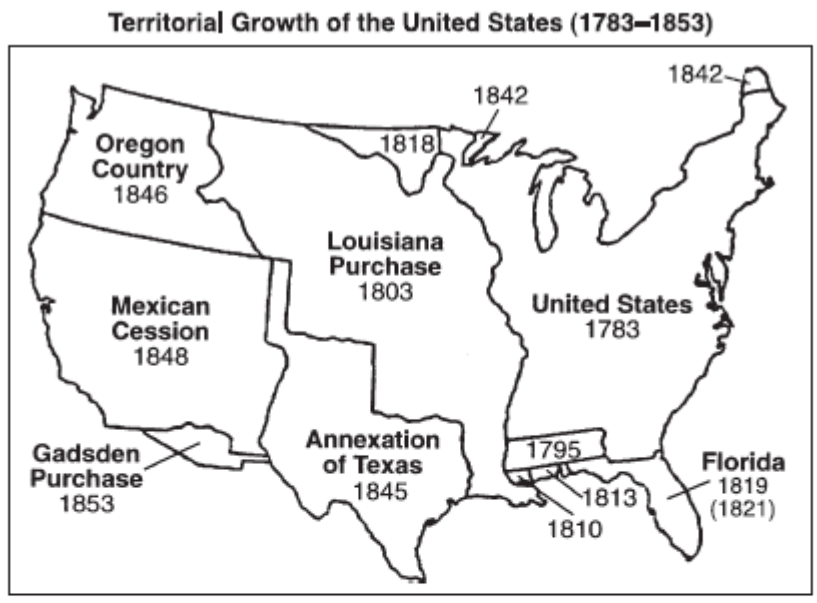 Territorial Growth of the United States (1783–1853)
1842
1842
1818
Oregon
Country
1846
Louisiana
Purchase
1803
United States
1783
Mexican
Cession
1848
Gadsden
Purchase
1853
Annexation
of Texas
1845
1795
1813
1810
Florida
1819
(1821)